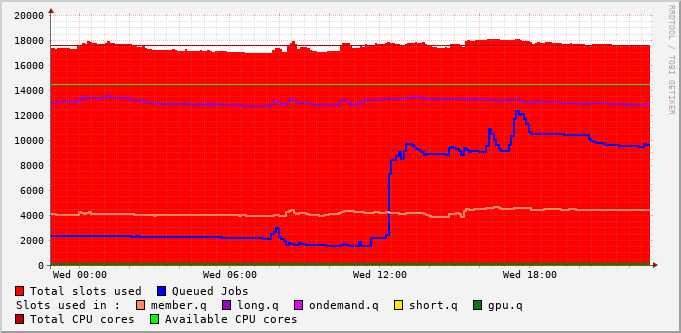 20000
18000
16000
14000
12000
10000
8000
6000
4000
2000
0
Wed 00:00 Wed 06:00 Wed 12:00 Wed 18:00
RRDTOOL / TOBI OETIKER
Total slots used Queued Jobs
Slots used in : member.q long.q ondemand.q short.q gpu.q
Total CPU cores Available CPU cores